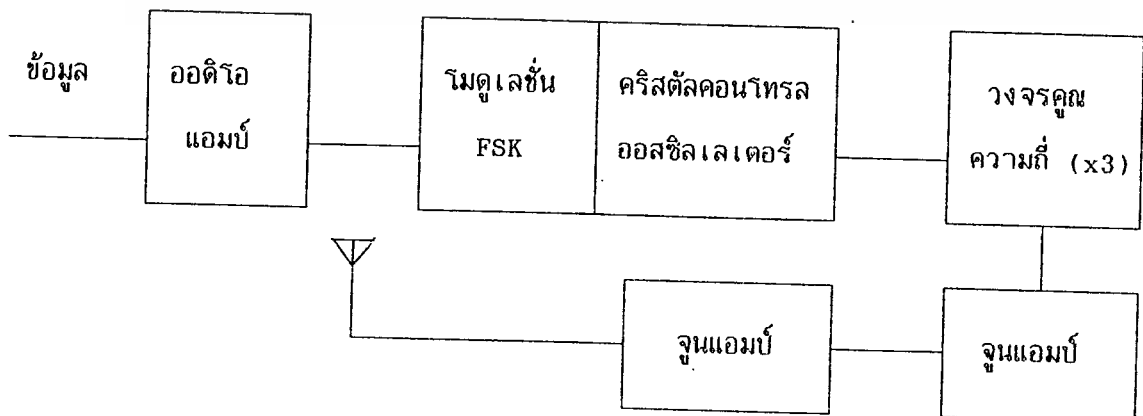 ข้อมูล
ออดิโอ
แอมป์
โมดูเลชั่น
FSK
คริสตัลคอนโทรล
ออสซิลเลเตอร์
วงจรคูณ
ความถี่ (x3)
จูนแอมป์
จูนแอมป์